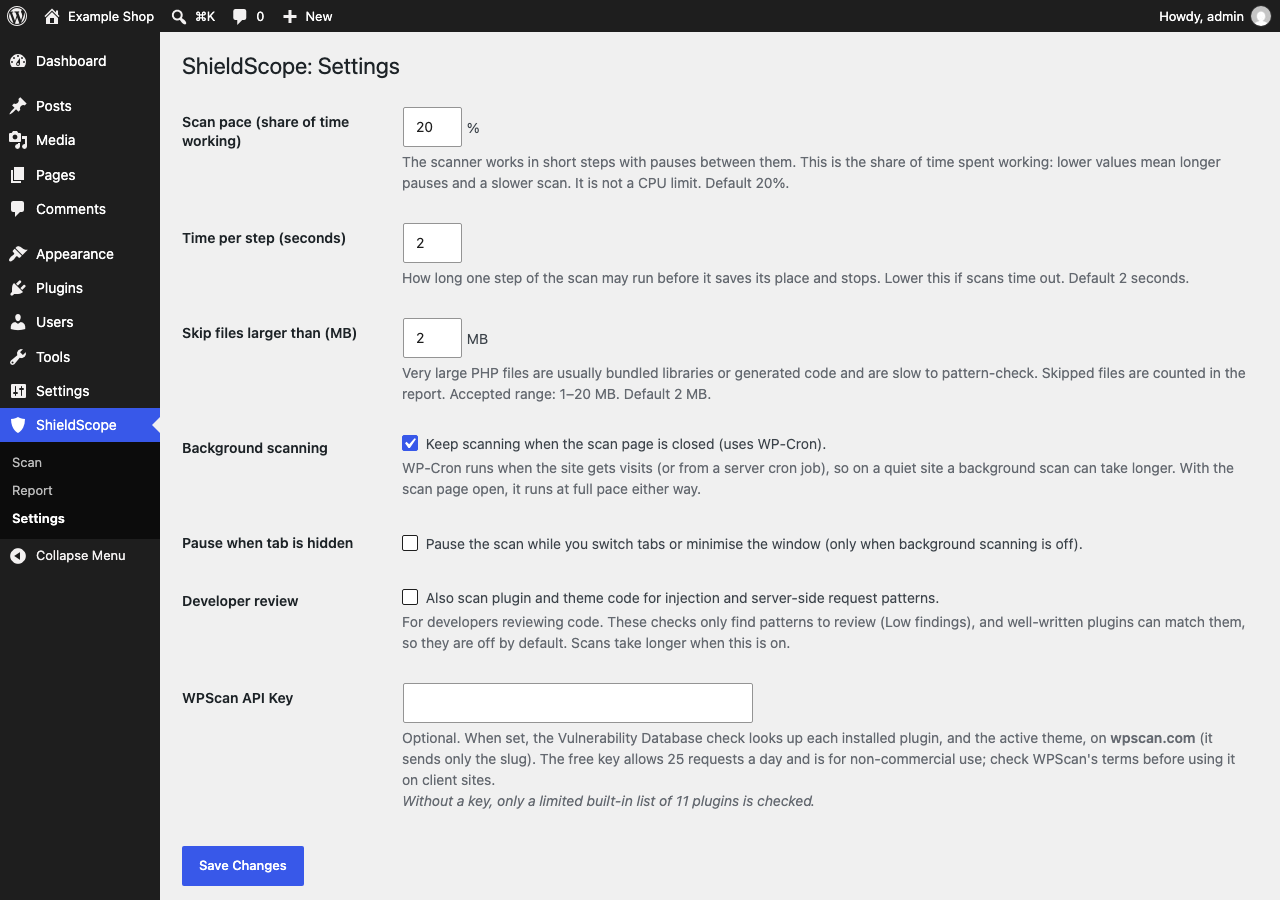 Example Shop
⌘K
0
New
Howdy, admin
Dashboard
Posts
Media
Pages
Comments
Appearance
Plugins
Users
Tools
Settings
ShieldScope
Scan
Report
Settings
Collapse Menu
ShieldScope: Settings
Scan pace (share of time
working)
20 %
The scanner works in short steps with pauses between them. This is the share of time spent working: lower values mean longer
pauses and a slower scan. It is not a CPU limit. Default 20%.
Time per step (seconds)
2
How long one step of the scan may run before it saves its place and stops. Lower this if scans time out. Default 2 seconds.
Skip files larger than (MB)
2 MB
Very large PHP files are usually bundled libraries or generated code and are slow to pattern-check. Skipped files are counted in the
report. Accepted range: 1–20 MB. Default 2 MB.
Background scanning
Keep scanning when the scan page is closed (uses WP-Cron).
WP-Cron runs when the site gets visits (or from a server cron job), so on a quiet site a background scan can take longer. With the
scan page open, it runs at full pace either way.
Pause when tab is hidden
Pause the scan while you switch tabs or minimise the window (only when background scanning is off).
Developer review
Also scan plugin and theme code for injection and server-side request patterns.
For developers reviewing code. These checks only find patterns to review (Low findings), and well-written plugins can match them,
so they are off by default. Scans take longer when this is on.
WPScan API Key
Optional. When set, the Vulnerability Database check looks up each installed plugin, and the active theme, on wpscan.com (it
sends only the slug). The free key allows 25 requests a day and is for non-commercial use; check WPScan's terms before using it
on client sites.
Without a key, only a limited built-in list of 11 plugins is checked.
Save Changes